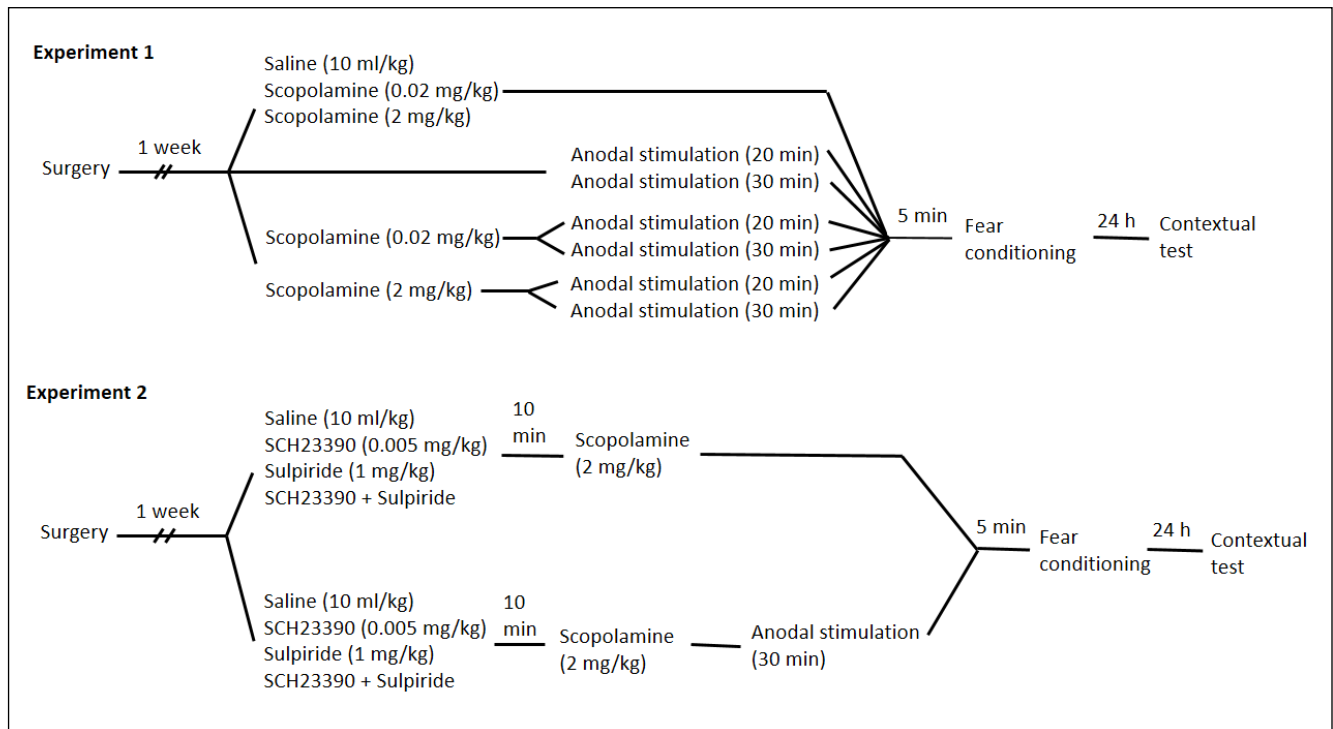 Experiment 1
Saline (10 ml/kg)
Scopolamine (0.02 mg/kg)
Scopolamine (2 mg/kg)
1 week
Surgery
Anodal stimulation (20 min)
Anodal stimulation (30 min)
Scopolamine (0.02 mg/kg)
Anodal stimulation (20 min)
Anodal stimulation (30 min)
Scopolamine (2 mg/kg)
Anodal stimulation (20 min)
Anodal stimulation (30 min)
5 min
Fear
conditioning
24 h
Contextual
test
Experiment 2
Saline (10 ml/kg)
SCH23390 (0.005 mg/kg)
Sulpiride (1 mg/kg)
SCH23390 + Sulpiride
10
min
Scopolamine
(2 mg/kg)
1 week
Surgery
Saline (10 ml/kg)
SCH23390 (0.005 mg/kg)
Sulpiride (1 mg/kg)
SCH23390 + Sulpiride
10
min
Scopolamine
(2 mg/kg)
Anodal stimulation
(30 min)
5 min
Fear
conditioning
24 h
Contextual
test